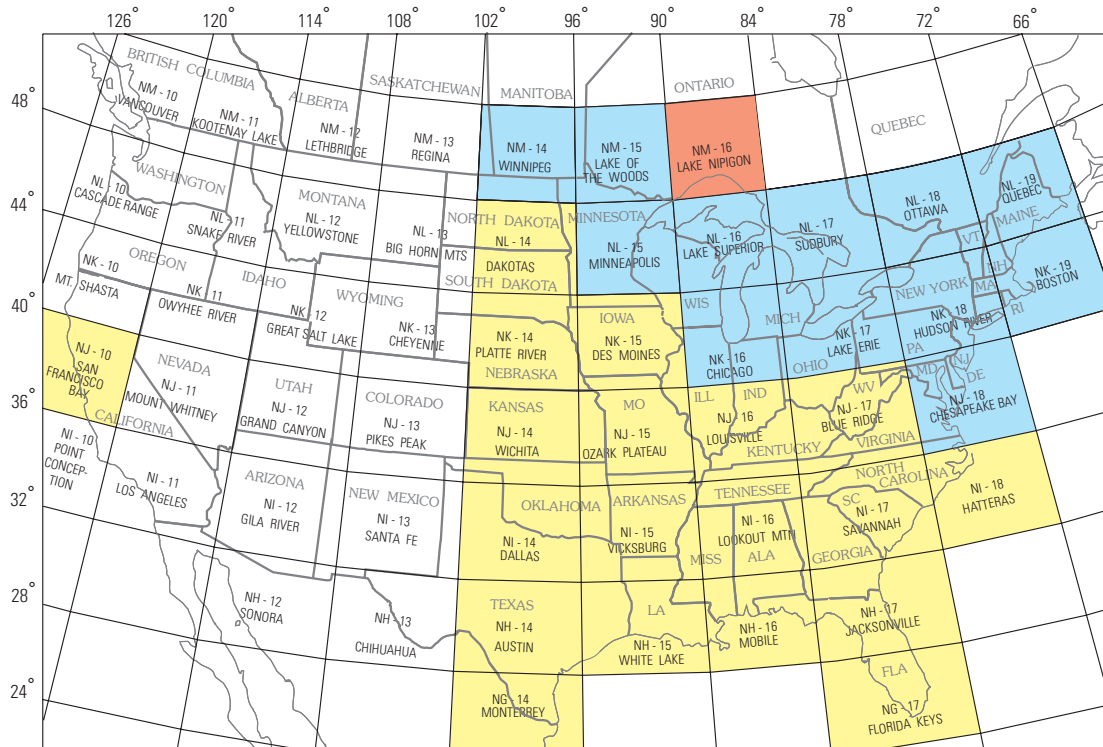 126°
120°
114°
108°
102°
96°
90°
84°
78°
72°
66°
48°
44°
40°
36°
32°
28°
24°
BRITISH COLUMBIA
ALBERTA
SASKATCHEWAN
MANITOBA
ONTARIO
QUEBEC
NM - 10
VANCOUVER
NM - 11
KOOTENAY LAKE
NM - 12
LETHBRIDGE
NM - 13
REGINA
NM - 14
WINNIPEG
NM - 15
LAKE OF
THE WOODS
NM - 16
LAKE NIPIGON
WASHINGTON
MONTANA
NORTH DAKOTA
MINNESOTA
MAINE
VT
NH
NL - 10
CASCADE RANGE
NL - 11
SNAKE RIVER
NL - 12
YELLOWSTONE
NL - 13
BIG HORN MTS
NL - 14
DAKOTAS
NL - 15
MINNEAPOLIS
NL - 16
LAKE SUPERIOR
NL - 17
SUDBURY
NL - 18
OTTAWA
NL - 19
QUEBEC
OREGON
IDAHO
WYOMING
SOUTH DAKOTA
IOWA
WIS
MICH
NEW YORK
MA
RI
NK - 10
MT. SHASTA
NK - 11
OWYHEE RIVER
NK - 12
GREAT SALT LAKE
NK - 13
CHEYENNE
NK - 14
PLATTE RIVER
NK - 15
DES MOINES
NK - 16
CHICAGO
NK - 17
LAKE ERIE
NK - 18
HUDSON RIVER
NK - 19
BOSTON
NEBRASKA
OHIO
PA
NJ
MD
DE
NJ - 10
SAN
FRANCISCO
BAY
NEVADA
NJ - 11
MOUNT WHITNEY
UTAH
NJ - 12
GRAND CANYON
COLORADO
NJ - 13
PIKES PEAK
KANSAS
NJ - 14
WICHITA
MO
NJ - 15
OZARK PLATEAU
ILL
IND
NJ - 16
LOUISVILLE
WV
NJ - 17
BLUE RIDGE
NJ - 18
CHESAPEAKE BAY
KENTUCKY
VIRGINIA
CALIFORNIA
NI - 10
POINT
CONCEP-
TION
NI - 11
LOS ANGELES
ARIZONA
NI - 12
GILA RIVER
NEW MEXICO
NI - 13
SANTA FE
OKLAHOMA
NI - 14
DALLAS
ARKANSAS
NI - 15
VICKSBURG
TENNESSEE
NI - 16
LOOKOUT MTN
MISS
ALA
NORTH
CAROLINA
SC
NI - 17
SAVANNAH
GEORGIA
NI - 18
HATTERAS
NH - 12
SONORA
NH - 13
CHIHUAHUA
TEXAS
NH - 14
AUSTIN
LA
NH - 15
WHITE LAKE
NH - 16
MOBILE
NH - 17
JACKSONVILLE
FLA
NG - 14
MONTERREY
NG - 17
FLORIDA KEYS